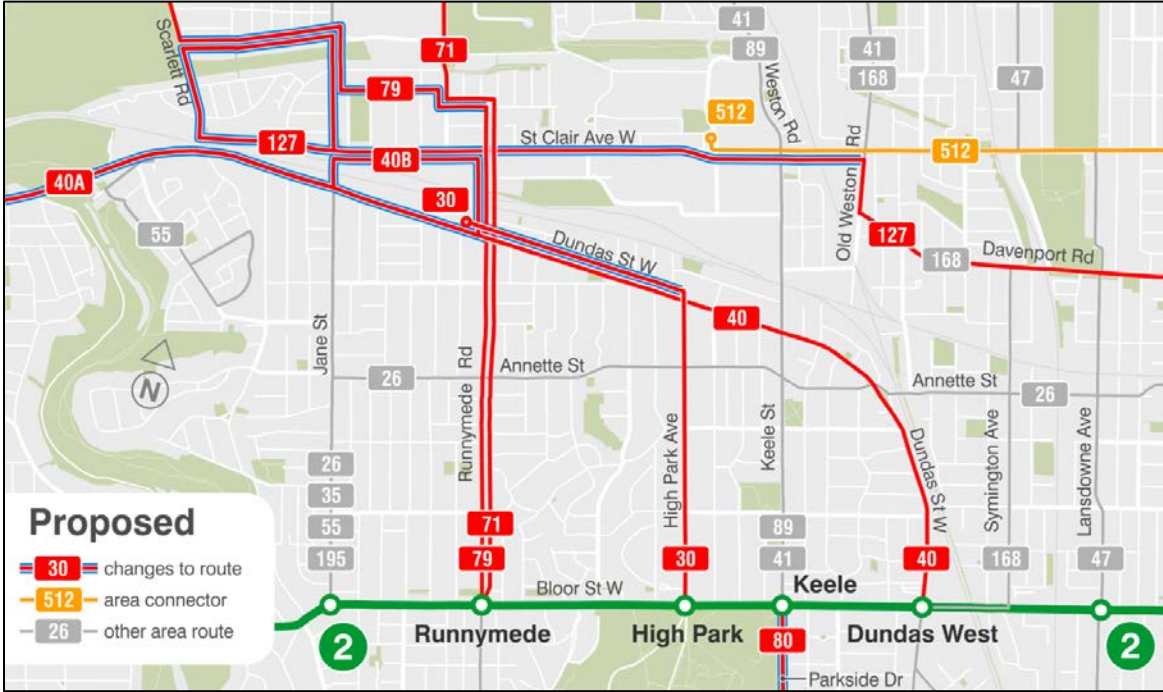 41
Scarlett Rd
71
89
Weston Rd
41
168
47
79
512
127
St Clair Ave W
Old Weston Rd
512
40B
40A
30
55
Dundas St W
127
168
Davenport Rd
40
Jane St
26
Runnymede Rd
Annette St
Annette St
26
N
High Park Ave
Keele St
Dundas St W
Symington Ave
Lansdowne Ave
26
35
55
195
71
79
30
89
41
40
168
47
Bloor St W
Keele
2
Runnymede
High Park
80
Dundas West
2
Parkside Dr
Proposed
30 changes to route
512 area connector
26 other area route